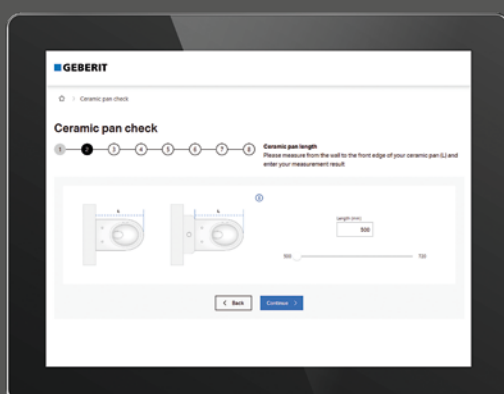 GEBERIT
Ceramic pan check
Ceramic pan check
1 2 3 4 5 6 7 8
Ceramic pan length
Please measure from the wall to the front edge of your ceramic pan (L) and
enter your measurement result
L
L
Length (mm)
500
500
720
Back
Continue